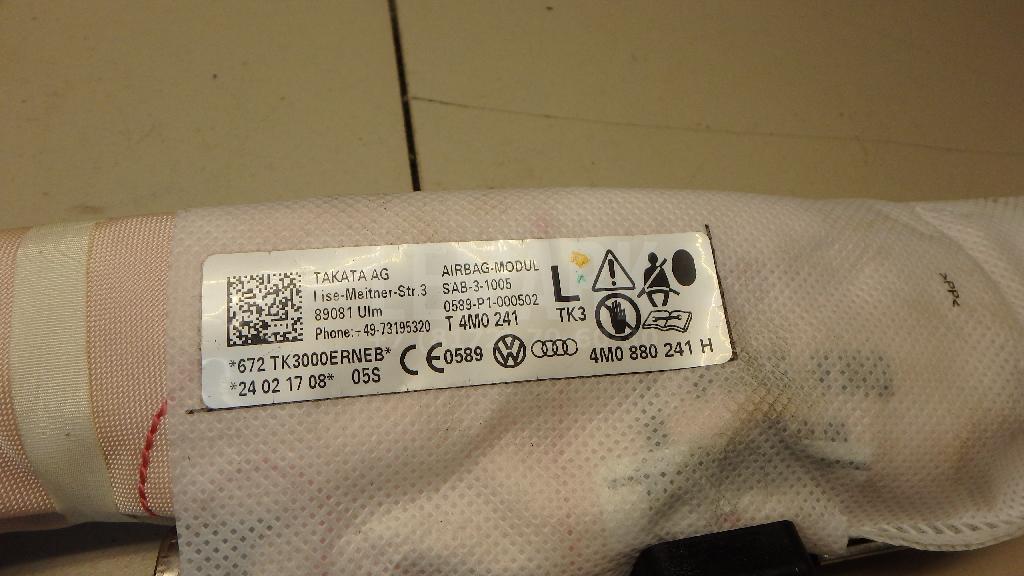 TAKATA AG
Lise-Meitner-Str.3
89081 Ulm
Phone:+49-73195320
AIRBAG-MODUL
SAB-3-1005
0589-P1-000502
T 4M0 241
L
TK3
*672 TK3000ERNEB*
*24 02 17 08* 05S
CE0589
4M0 880 241 H